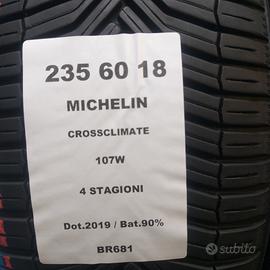 235 60 18
MICHELIN
CROSSCLIMATE
107W
4 STAGIONI
Dot.2019 / Bat.90%
BR681
subito